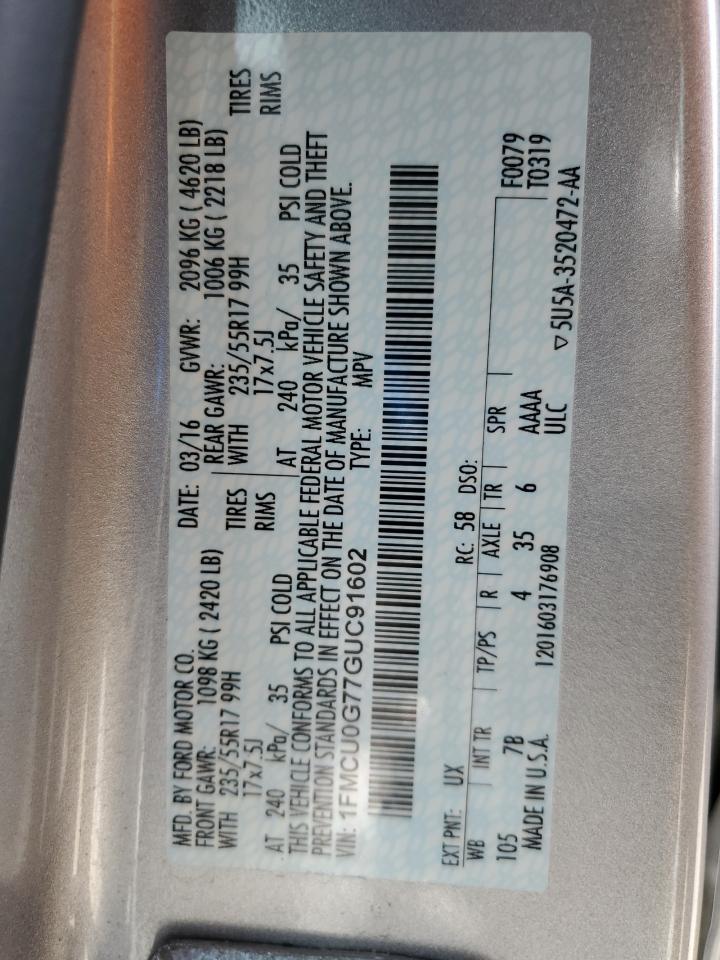 MFD. BY FORD MOTOR CO.
DATE: 03/16 GVWR: 2096 KG ( 4620 LB)
FRONT GAWR: 1098 KG ( 2420 LB)
REAR GAWR: 1006 KG ( 2218 LB)
WITH 235/55R17 99H TIRES
WITH 235/55R17 99H TIRES
17x7.5J RIMS
17x7.5J RIMS
AT 240 kPa/ 35 PSI COLD
AT 240 kPa/ 35 PSI COLD
THIS VEHICLE CONFORMS TO ALL APPLICABLE FEDERAL MOTOR VEHICLE SAFETY AND THEFT
PREVENTION STANDARDS IN EFFECT ON THE DATE OF MANUFACTURE SHOWN ABOVE.
VIN: 1FMCU0G77GUC91602 TYPE: MPV
EXT PNT: UX RC: 58 DSO:
WB INT TR TP/PS R AXLE TR SPR F0079
105 7B 4 35 6 AAAA T0319
MADE IN U.S.A. 1201603176908 ULC ▽5U5A-3520472-AA